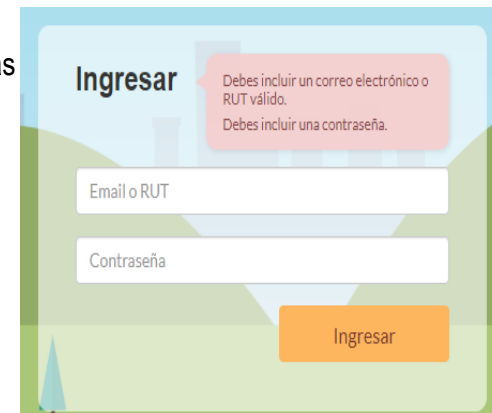 as
Ingresar
Debes incluir un correo electrónico o
RUT válido.
Debes incluir una contraseña.
Email o RUT
Contraseña
Ingresar